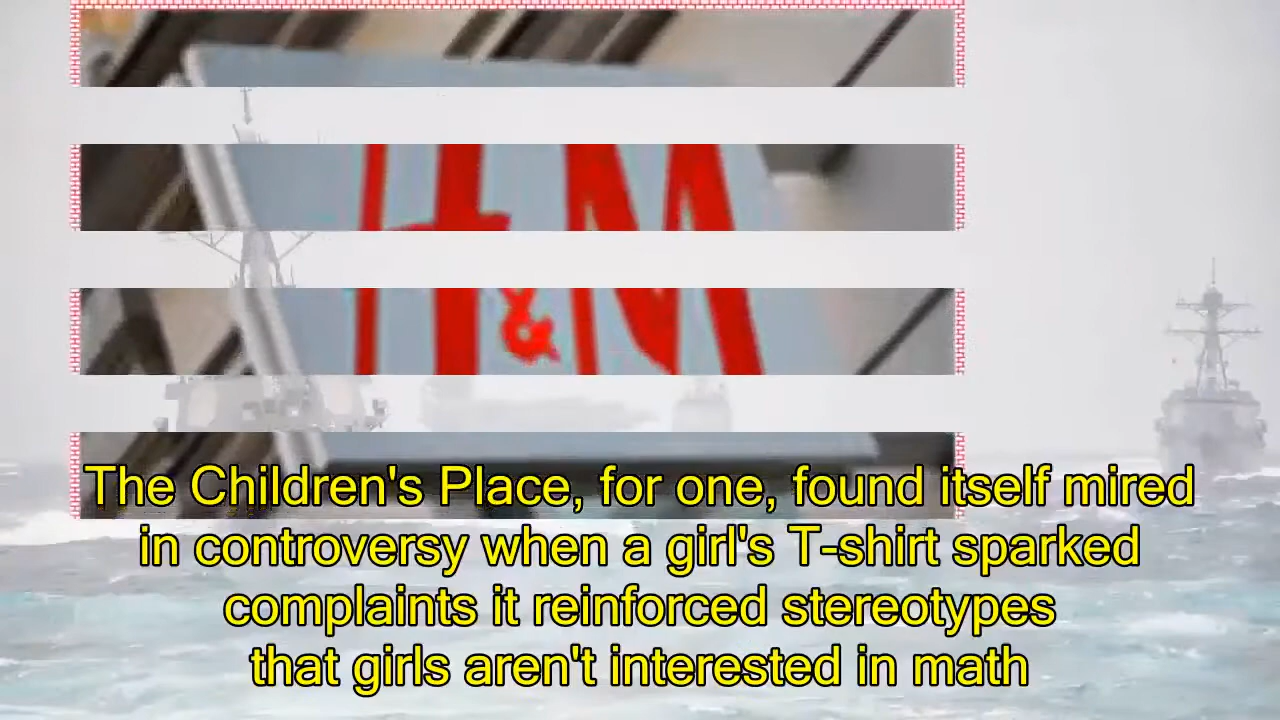 H&M
The Children's Place, for one, found itself mired
in controversy when a girl's T-shirt sparked
complaints it reinforced stereotypes
that girls aren't interested in math